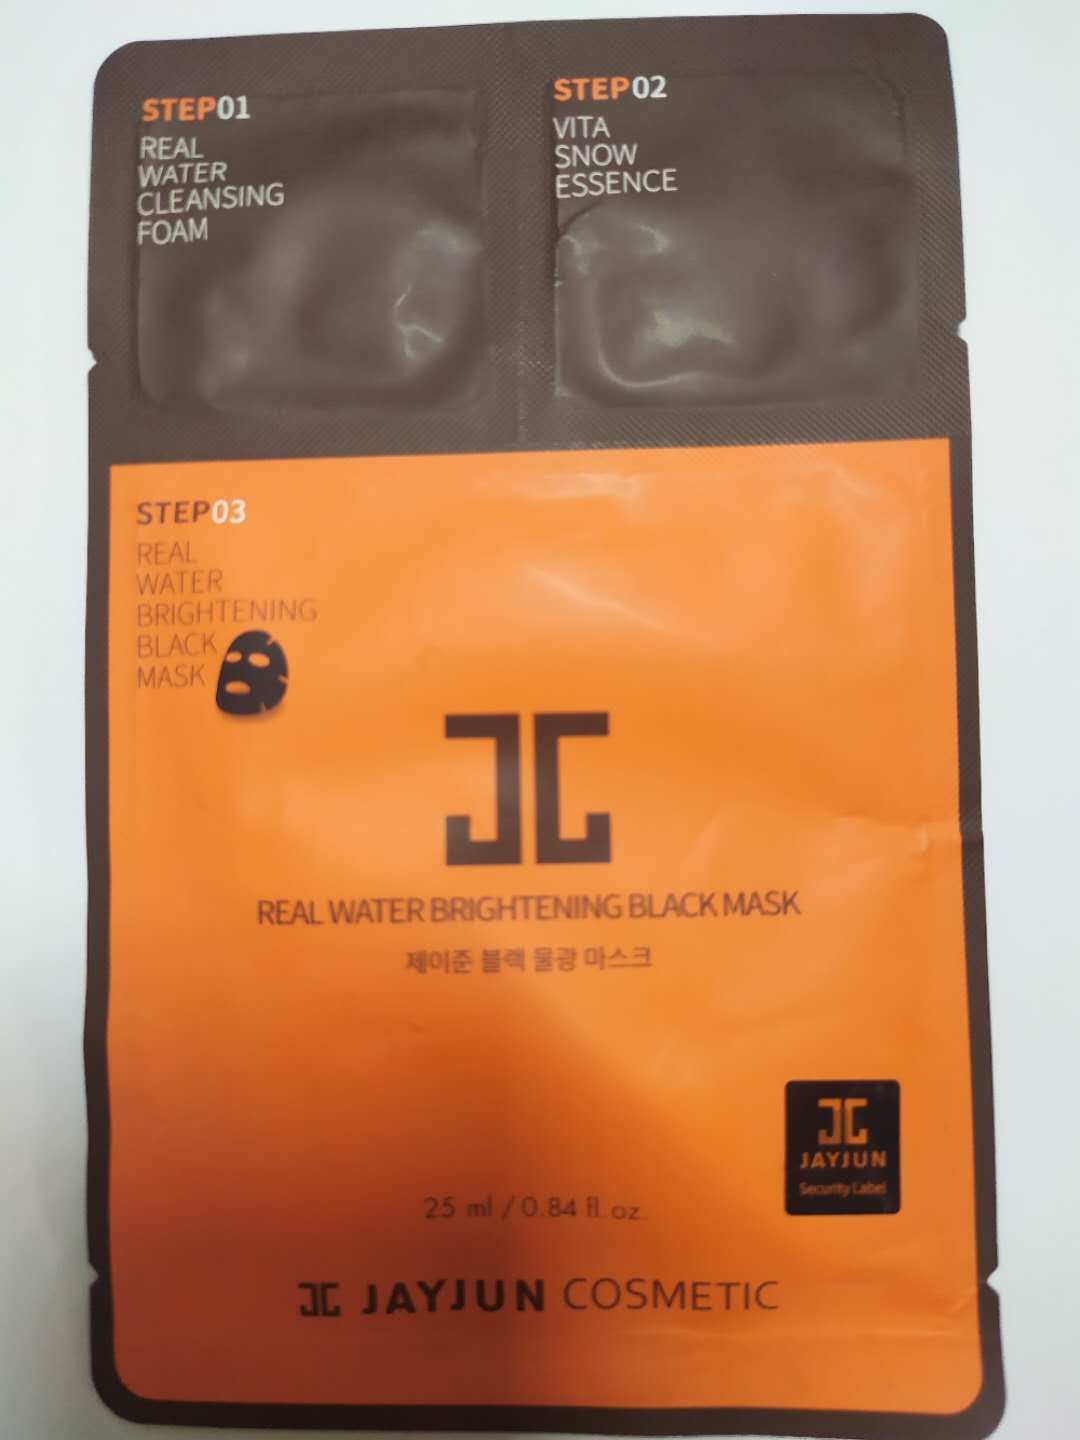 STEP01
REAL
WATER
CLEANSING
FOAM
STEP02
VITA
SNOW
ESSENCE
STEP03
REAL
WATER
BRIGHTENING
BLACK
MASK
REAL WATER BRIGHTENING BLACK MASK
제이준 블랙 물광 마스크
JAYJUN
Security Label
25 ml / 0.84 fl.oz.
JAYJUN COSMETIC